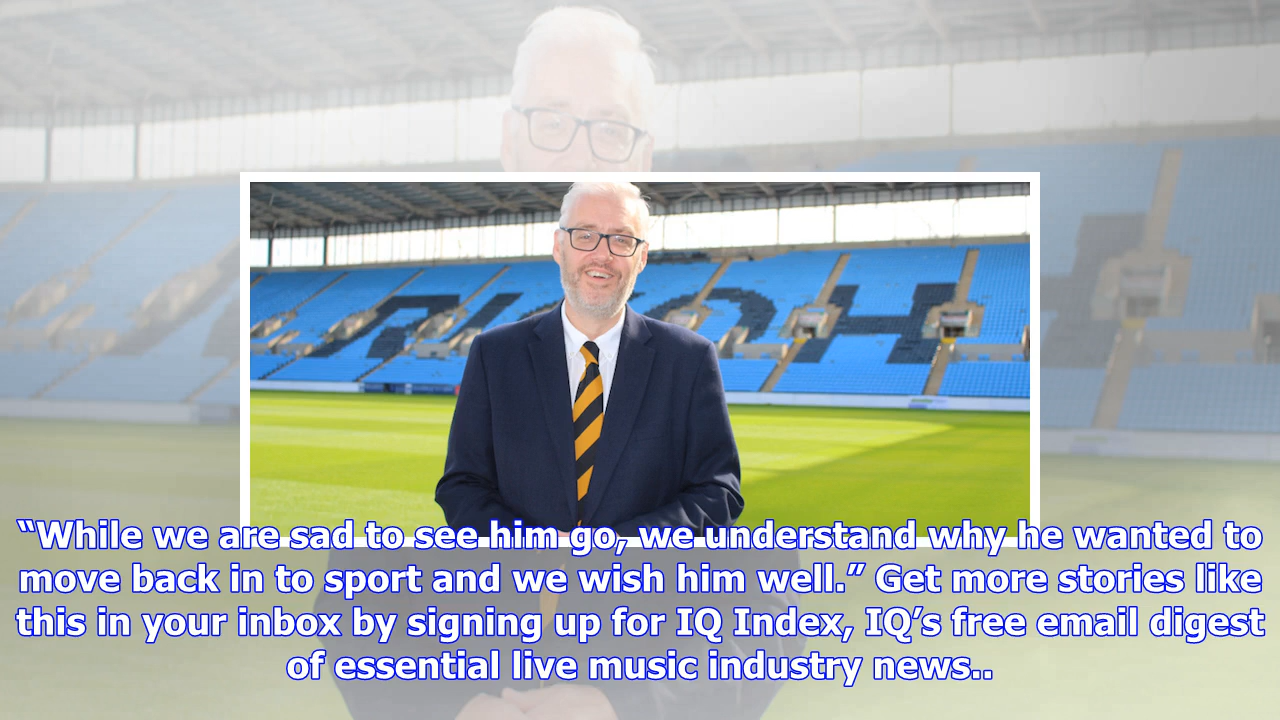 “While we are sad to see him go, we understand why he wanted to
move back in to sport and we wish him well.” Get more stories like
this in your inbox by signing up for IQ Index, IQ’s free email digest
of essential live music industry news..